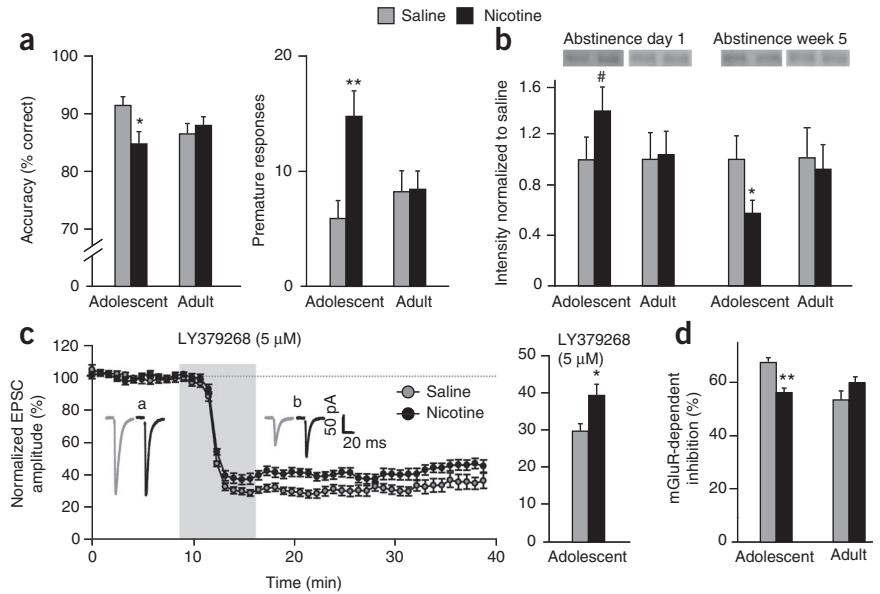 Saline Nicotine
a
Accuracy (% correct)
100
90
80
70
0
Adolescent Adult
*
Premature responses
20
10
0
Adolescent Adult
**
b
Abstinence day 1 Abstinence week 5
Intensity normalized to saline
1.6
1.2
0.8
0.4
0
#
*
Adolescent Adult Adolescent Adult
c
LY379268 (5 μM)
Normalized EPSC
amplitude (%)
120
100
80
60
40
20
0
Saline
Nicotine
a
b
50 pA
20 ms
0 10 20 30 40
Time (min)
LY379268
(5 μM)
50
40
30
20
10
0
*
Adolescent
d
mGluR-dependent
inhibition (%)
60
40
20
0
**
Adolescent Adult